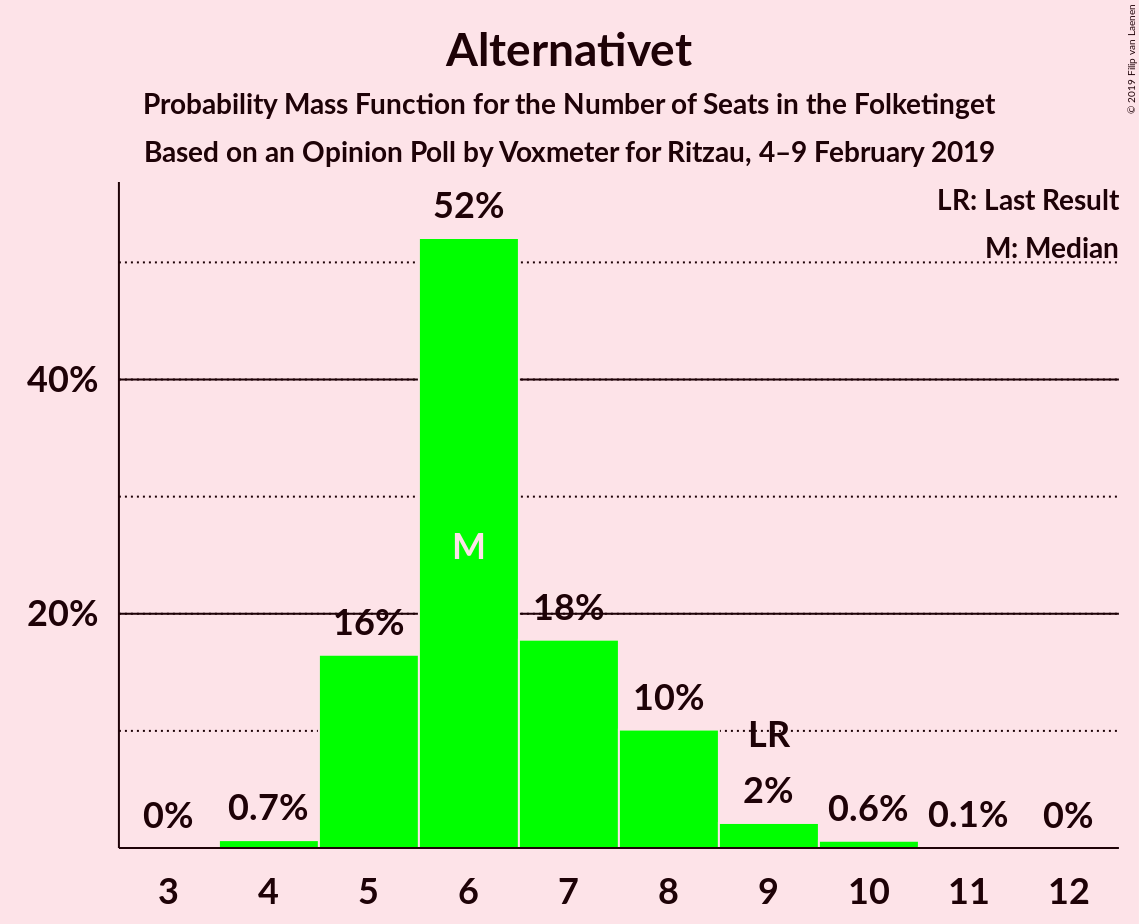 Alternativet
Probability Mass Function for the Number of Seats in the Folketinget
Based on an Opinion Poll by Voxmeter for Ritzau, 4–9 February 2019
© 2019 Filip van Laenen
LR: Last Result
M: Median
52%
40%
M
20%
16%
18%
10%
LR
2%
0%
0.7%
0.6%
0.1%
0%
3 4 5 6 7 8 9 10 11 12